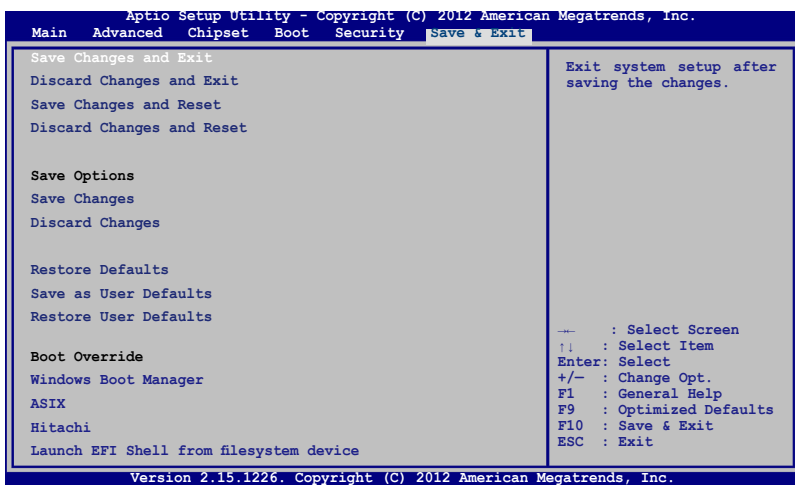 Aptio Setup Utility - Copyright (C) 2012 American Megatrends, Inc.
Main Advanced Chipset Boot Security Save & Exit
Save Changes and Exit
Discard Changes and Exit
Save Changes and Reset
Discard Changes and Reset
Save Options
Save Changes
Discard Changes
Restore Defaults
Save as User Defaults
Restore User Defaults
Boot Override
Windows Boot Manager
ASIX
Hitachi
Launch EFI Shell from filesystem device
Exit system setup after
saving the changes.
→← : Select Screen
↑↓ : Select Item
Enter: Select
+/— : Change Opt.
F1 : General Help
F9 : Optimized Defaults
F10 : Save & Exit
ESC : Exit
Version 2.15.1226. Copyright (C) 2012 American Megatrends, Inc.